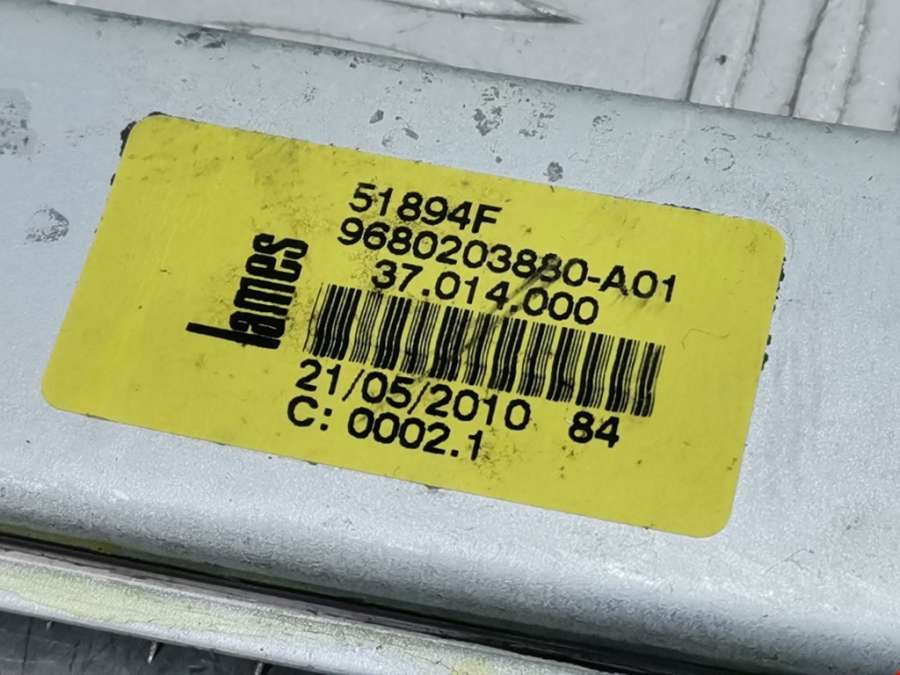 51894F
9680203880-A01
37.014.000
lames
21/05/2010 84
C: 0002.1